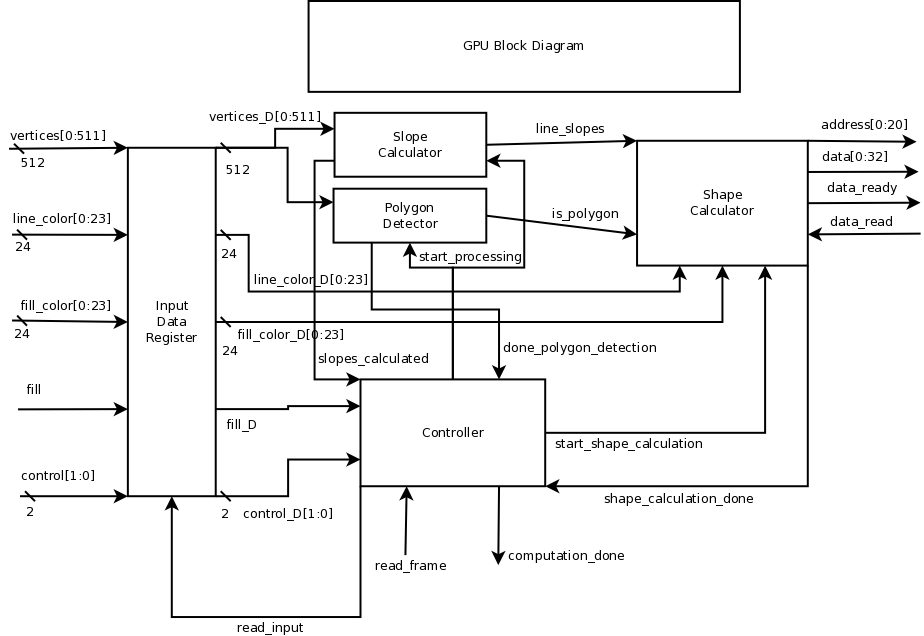 GPU Block Diagram
vertices[0:511]
512
line_color[0:23]
24
fill_color[0:23]
24
fill
control[1:0]
2
Input
Data
Register
vertices_D[0:511]
512
24
line_color_D[0:23]
fill_color_D[0:23]
24
fill_D
2
control_D[1:0]
Slope
Calculator
Polygon
Detector
start_processing
slopes_calculated
done_polygon_detection
line_slopes
is_polygon
Shape
Calculator
address[0:20]
data[0:32]
data_ready
data_read
Controller
start_shape_calculation
shape_calculation_done
read_frame
computation_done
read_input